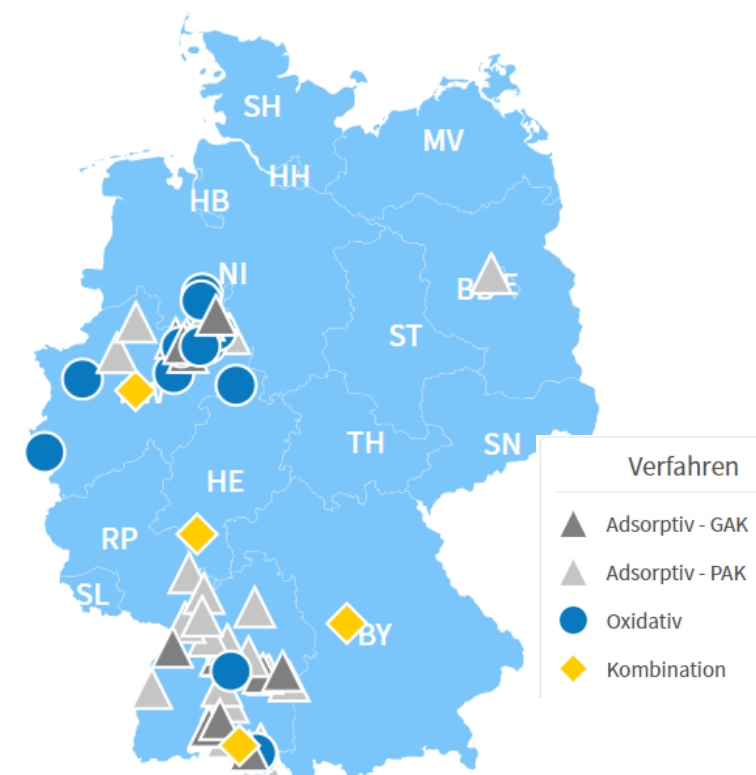 SH
MV
HH
HB
NI
ST
TH
SN
HE
RP
SL
BY
Verfahren
Adsorptiv - GAK
Adsorptiv - PAK
Oxidativ
Kombination